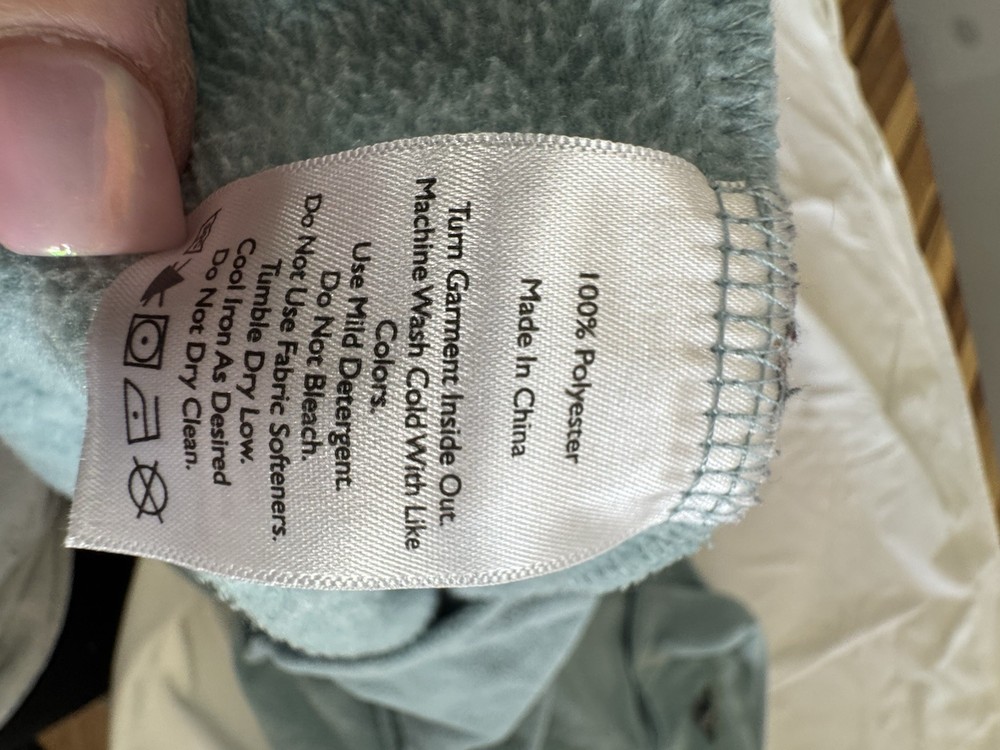 100% Polyester
Made In China
Turn Garment Inside Out.
Machine Wash Cold With Like
Colors.
Use Mild Detergent.
Do Not Bleach.
Do Not Use Fabric Softeners.
Tumble Dry Low.
Cool Iron As Desired
Do Not Dry Clean.